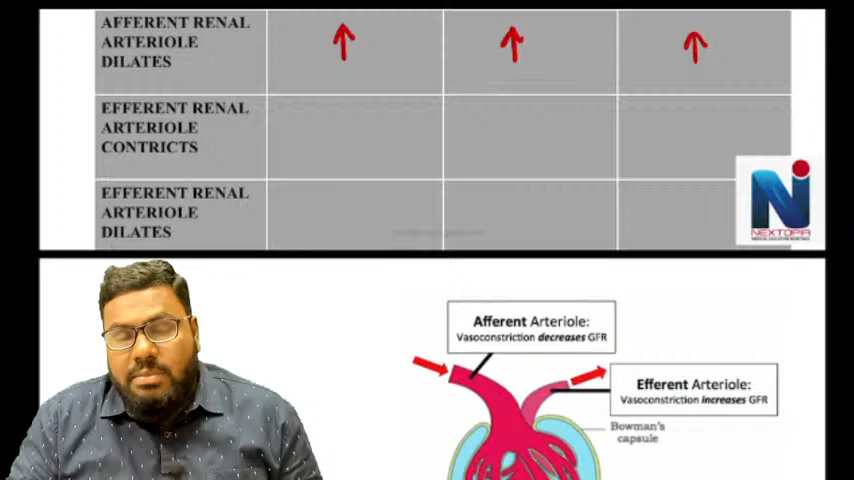 AFFERENT RENAL
ARTERIOLE
DILATES
EFFERENT RENAL
ARTERIOLE
CONTRICTS
EFFERENT RENAL
ARTERIOLE
DILATES
NEXTOPIA
Afferent Arteriole:
Vasoconstriction decreases GFR
Efferent Arteriole:
Vasoconstriction increases GFR
Bowman's
capsule